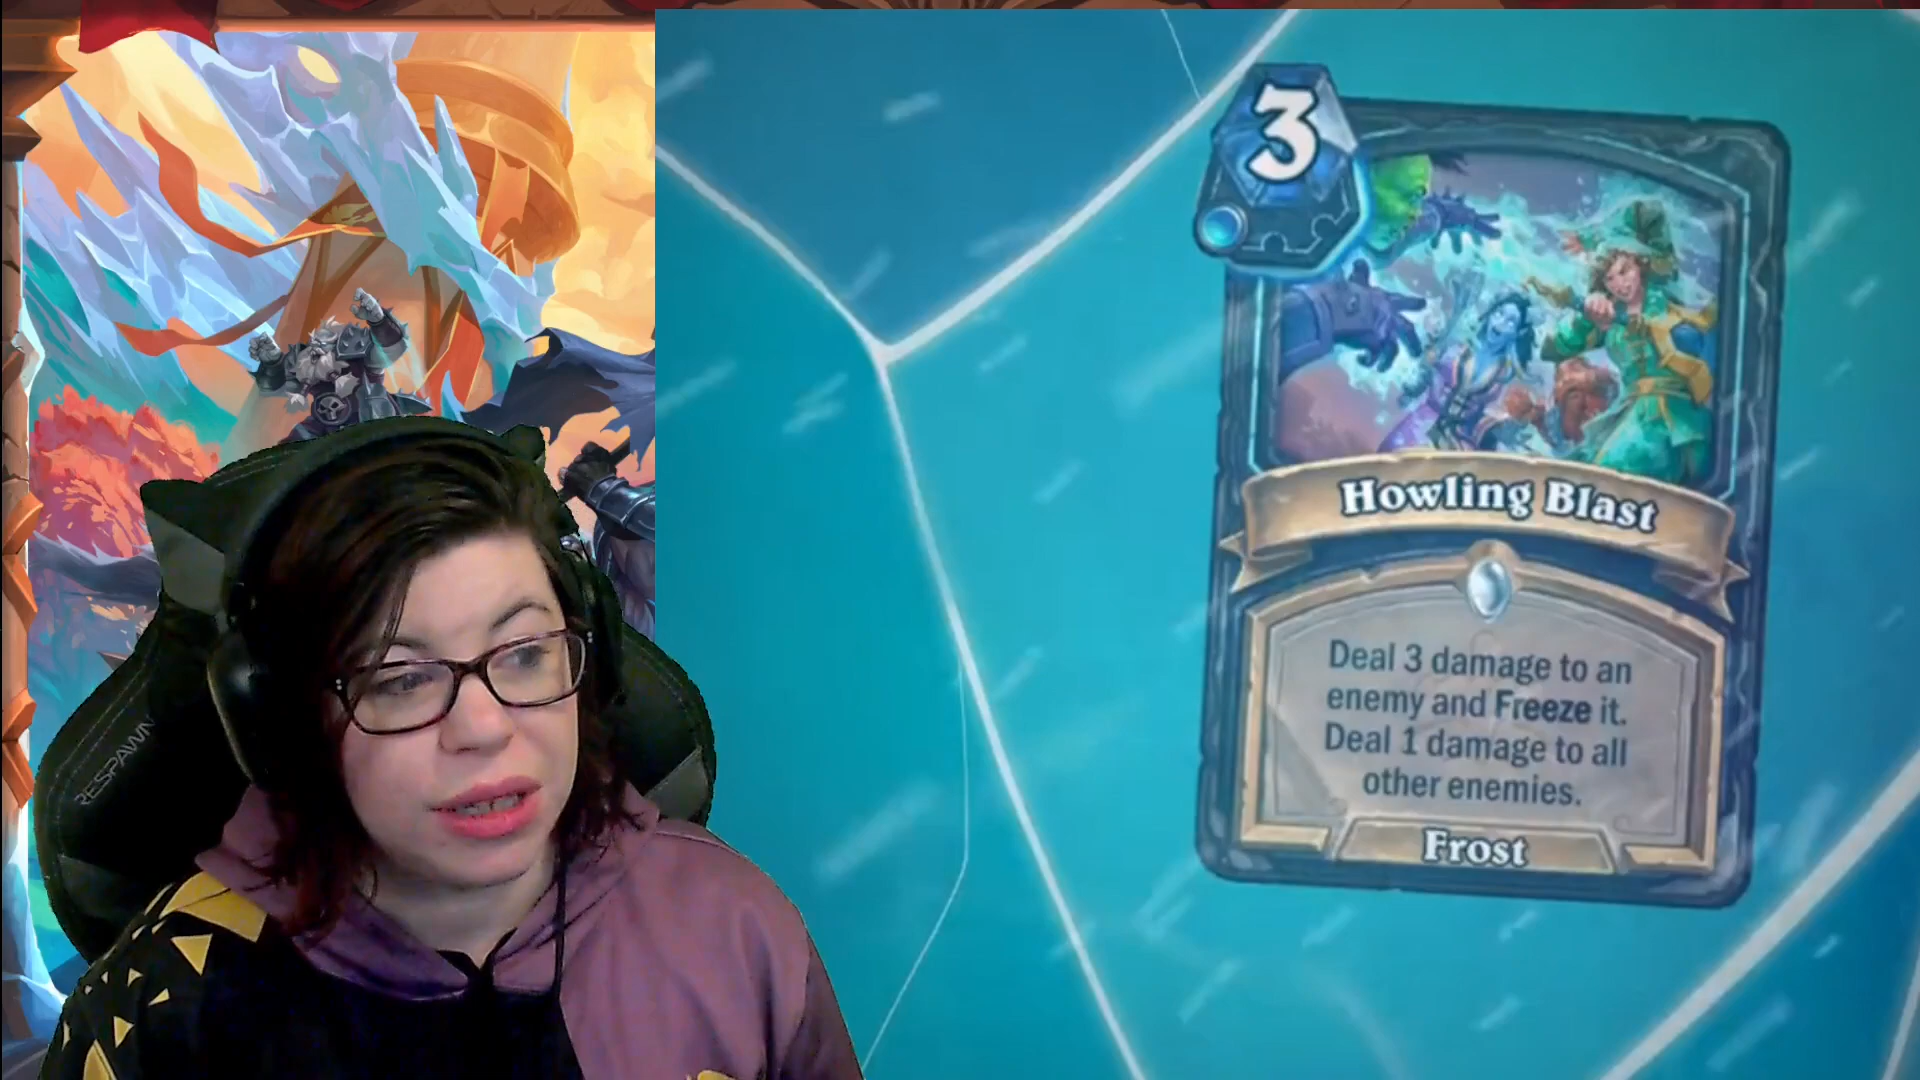 3
Howling Blast
Deal 3 damage to an
enemy and Freeze it.
Deal 1 damage to all
other enemies.
Frost
RESPAWN